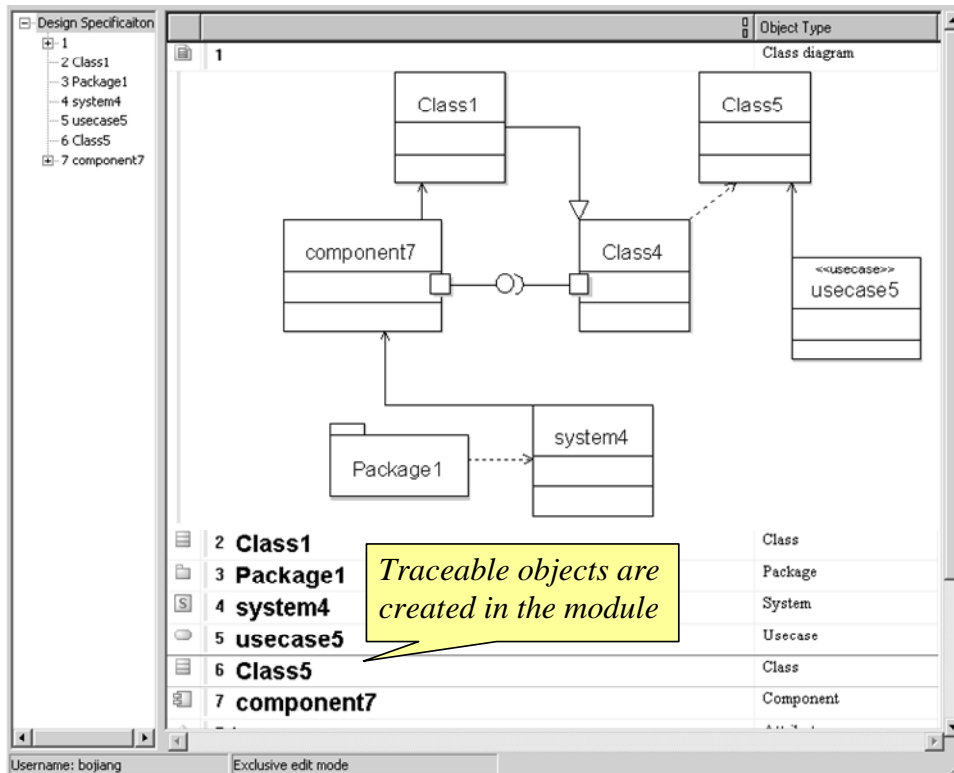 Design Specificaiton
1
2 Class1
3 Package1
4 system4
5 usecase5
6 Class5
7 component7
Object Type
1 Class diagram
Class1
Class5
component7
Class4
<<usecase>>
usecase5
system4
Package1
2 Class1 Class
3 Package1 Package
4 system4 System
5 usecase5 Usecase
6 Class5 Class
7 component7 Component
Traceable objects are
created in the module
Username: bojiang
Exclusive edit mode